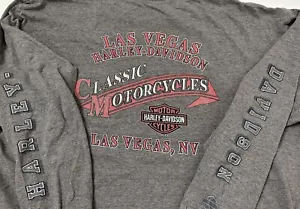 LAS VEGAS
HARLEY-DAVIDSON
CLASSIC
MOTORCYCLES
MOTOR
HARLEY-DAVIDSON
CYCLES
LAS VEGAS, NV
HARLEY-
DAVIDSON